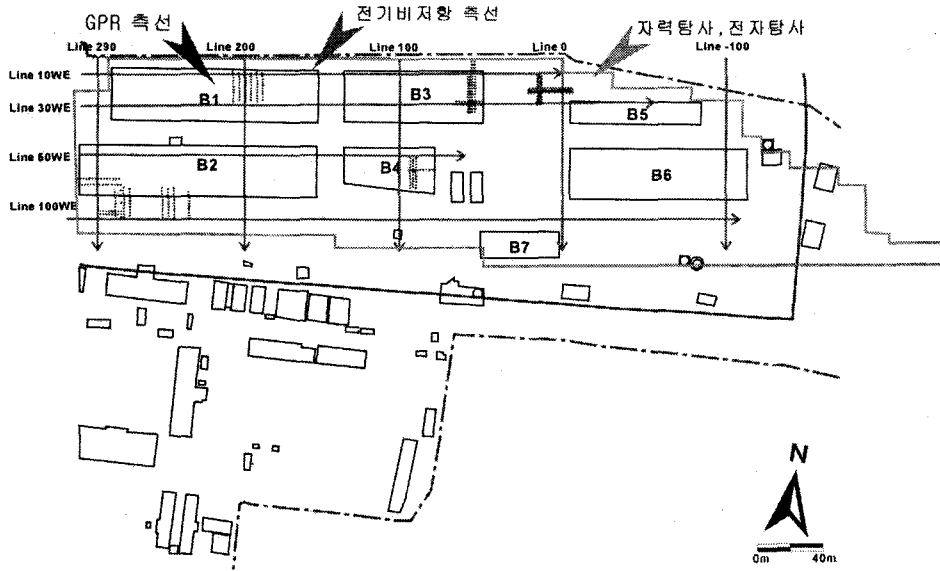 GPR 측선
전기비저항 측선
자력탐사,전자탐사
Line 290
Line 200
Line 100
Line 0
Line -100
Line 10WE
B1
B3
Line 30WE
B5
Line 50WE
B2
B4
B6
Line 100WE
B7
N
0m
40m